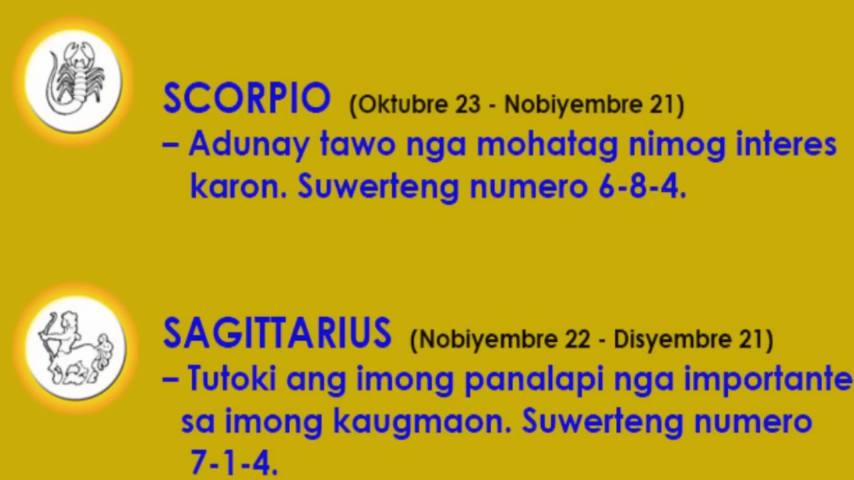 SCORPIO (Oktubre 23 - Nobiyembre 21)
– Adunay tawo nga mohatag nimog interes
karon. Suwerteng numero 6-8-4.
SAGITTARIUS (Nobiyembre 22 - Disyembre 21)
– Tutoki ang imong panalapi nga importante
sa imong kaugmaon. Suwerteng numero
7-1-4.